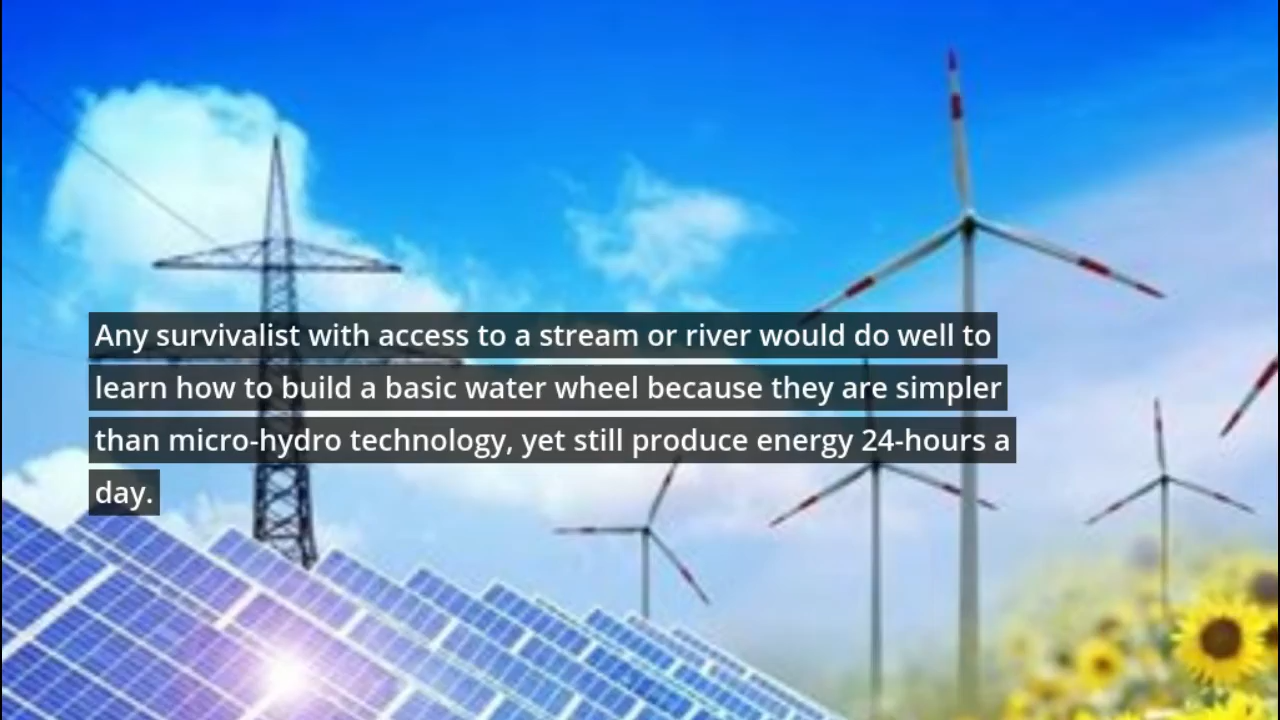 Any survivalist with access to a stream or river would do well to
learn how to build a basic water wheel because they are simpler
than micro-hydro technology, yet still produce energy 24-hours a
day.